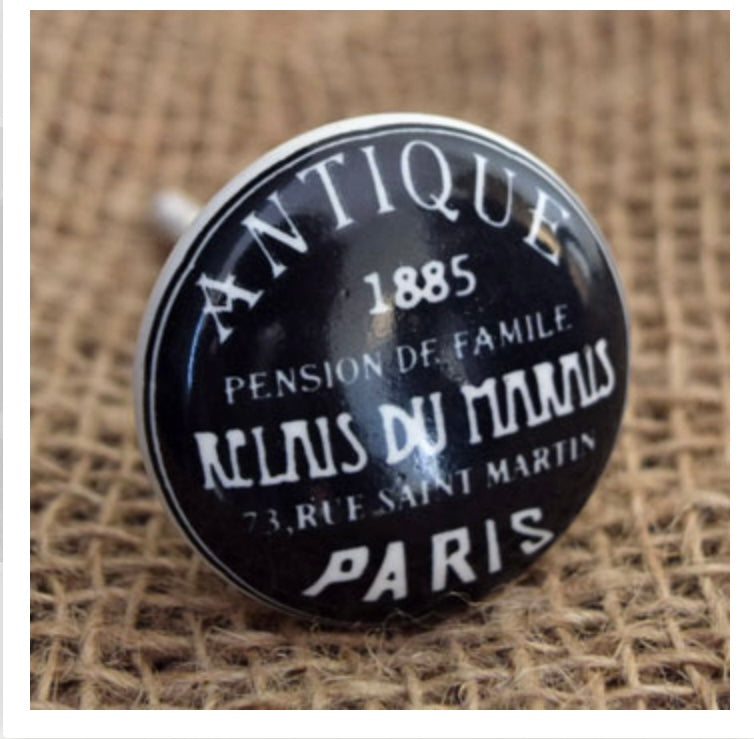 ANTIQUE
1885
PENSION DE FAMILE
RELAIS DU MARAIS
73, RUE SAINT MARTIN
PARIS